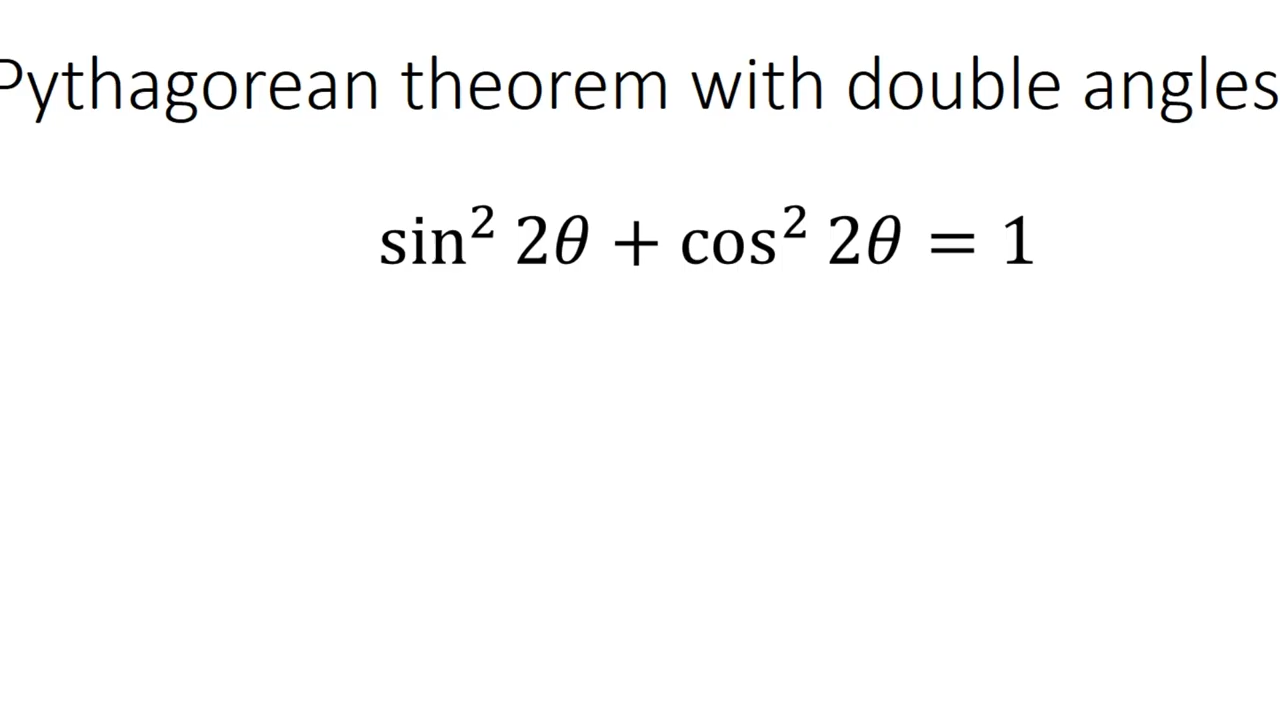 Pythagorean theorem with double angles
sin² 2θ + cos² 2θ = 1